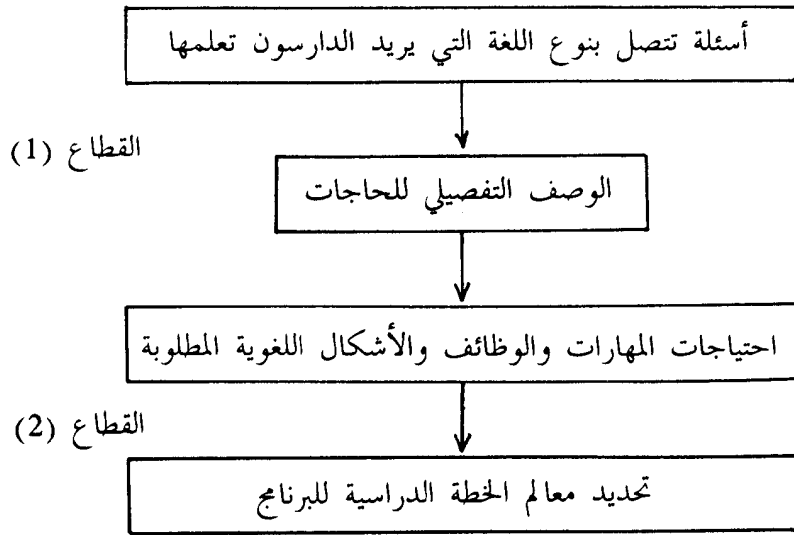 أسئلة تتصل بنوع اللغة التي يريد الدارسون تعلمها
القطاع (1)
الوصف التفصيلي للحاجات
احتياجات المهارات والوظائف والأشكال اللغوية المطلوبة
القطاع (2)
تحديد معالم الخطة الدراسية للبرنامج